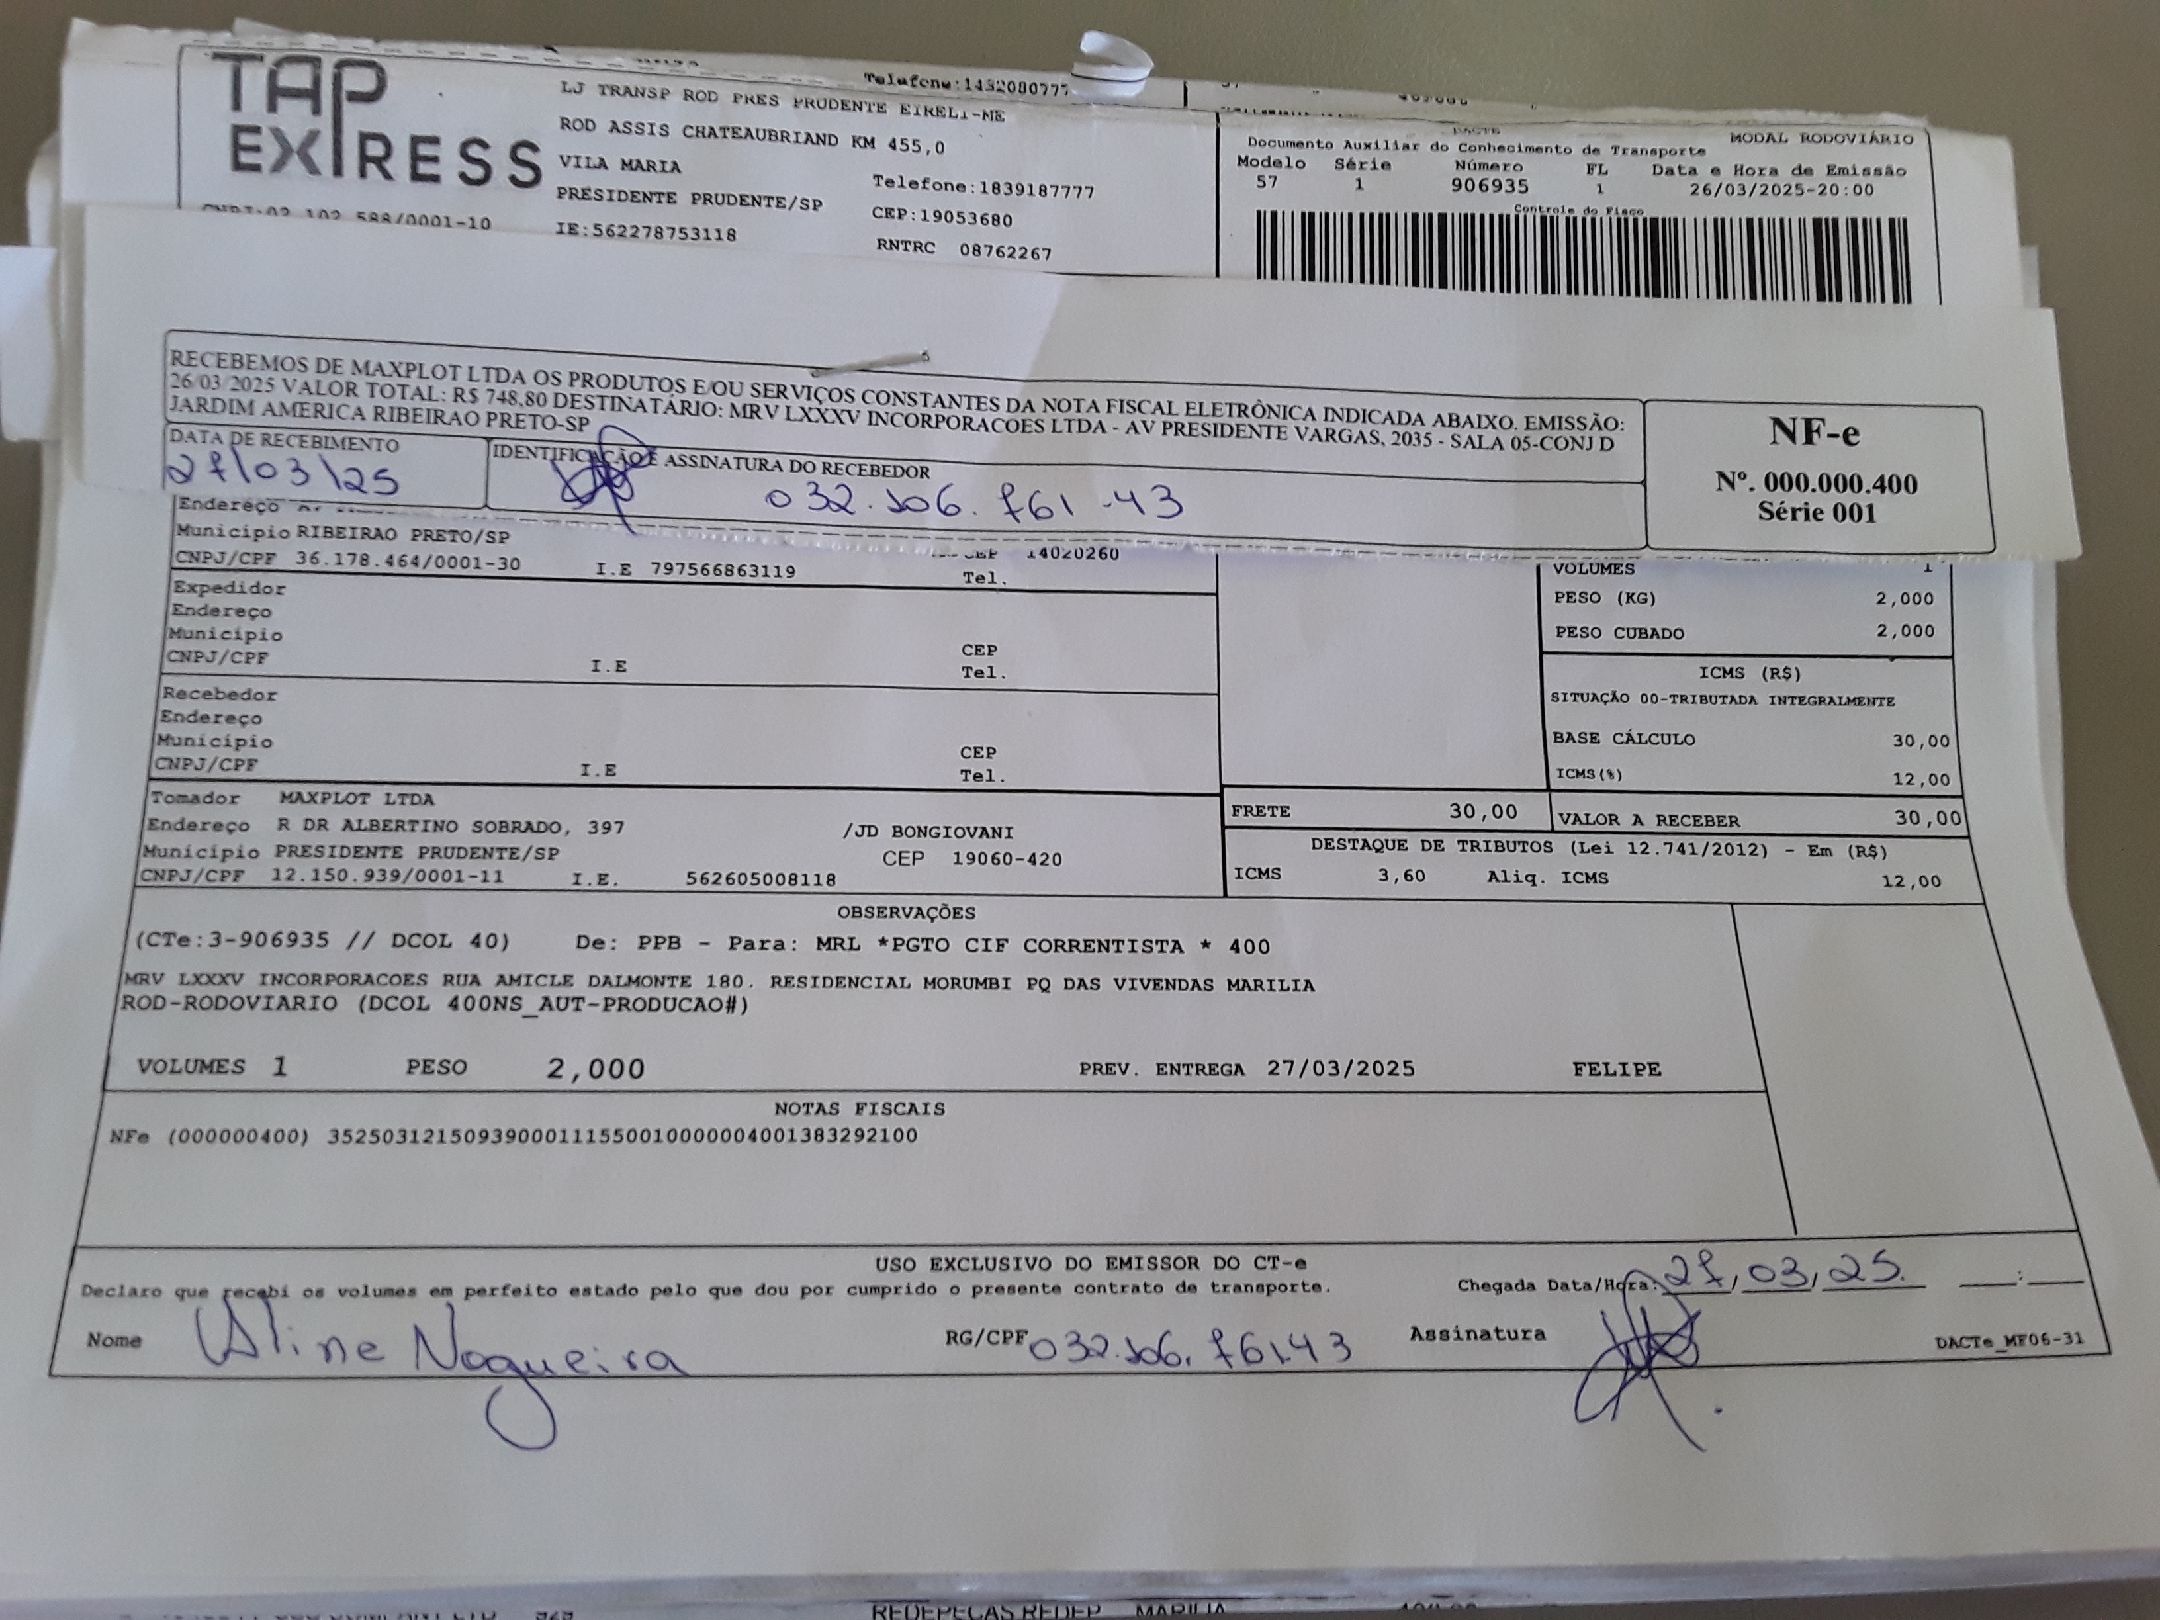 TAP
EXPRESS
Telefone:1432080777
LJ TRANSP ROD PRES PRUDENTE EIRELI-ME
ROD ASSIS CHATEAUBRIAND KM 455,0
VILA MARIA
Telefone:1839187777
PRESIDENTE PRUDENTE/SP
CEP:19053680
CNPJ:02.102.588/0001-10
IE:562278753118
RNTRC 08762267
DACTE
MODAL RODOVIÁRIO
Documento Auxiliar do Conhecimento de Transporte
Modelo Série Número FL Data e Hora de Emissão
57 1 906935 1 26/03/2025-20:00
Controle do Fisco
RECEBEMOS DE MAXPLOT LTDA OS PRODUTOS E/OU SERVIÇOS CONSTANTES DA NOTA FISCAL ELETRÔNICA INDICADA ABAIXO. EMISSÃO:
26/03/2025 VALOR TOTAL: R$ 748,80 DESTINATÁRIO: MRV LXXXV INCORPORACOES LTDA - AV PRESIDENTE VARGAS, 2035 - SALA 05-CONJ D
JARDIM AMERICA RIBEIRAO PRETO-SP
DATA DE RECEBIMENTO
27/03/25
IDENTIFICAÇÃO E ASSINATURA DO RECEBEDOR
032.106.761-43
NF-e
Nº. 000.000.400
Série 001
Endereço
Município RIBEIRAO PRETO/SP
CEP 14020260
CNPJ/CPF 36.178.464/0001-30 I.E 797566863119 Tel.
Expedidor
Endereço
Município CEP
CNPJ/CPF I.E Tel.
Recebedor
Endereço
Município CEP
CNPJ/CPF I.E Tel.
Tomador MAXPLOT LTDA
Endereço R DR ALBERTINO SOBRADO, 397 /JD BONGIOVANI
Município PRESIDENTE PRUDENTE/SP CEP 19060-420
CNPJ/CPF 12.150.939/0001-11 I.E. 562605008118
VOLUMES 1
PESO (KG) 2,000
PESO CUBADO 2,000
ICMS (R$)
SITUAÇÃO 00-TRIBUTADA INTEGRALMENTE
BASE CÁLCULO 30,00
ICMS(%) 12,00
FRETE 30,00 VALOR A RECEBER 30,00
DESTAQUE DE TRIBUTOS (Lei 12.741/2012) - Em (R$)
ICMS 3,60 Aliq. ICMS 12,00
OBSERVAÇÕES
(CTe:3-906935 // DCOL 40) De: PPB - Para: MRL *PGTO CIF CORRENTISTA * 400
MRV LXXXV INCORPORACOES RUA AMICLE DALMONTE 180. RESIDENCIAL MORUMBI PQ DAS VIVENDAS MARILIA
ROD-RODOVIARIO (DCOL 400NS_AUT-PRODUCAO#)
VOLUMES 1 PESO 2,000 PREV. ENTREGA 27/03/2025 FELIPE
NOTAS FISCAIS
NFe (000000400) 35250312150939000111550010000004001383292100
USO EXCLUSIVO DO EMISSOR DO CT-e
Declaro que recebi os volumes em perfeito estado pelo que dou por cumprido o presente contrato de transporte.
Chegada Data/Hora: 27/03/25. ___:___
Nome Aline Nogueira RG/CPF 032.106.761.43 Assinatura
DACTe_MF06-31
REDEPECAS REDEP MARILIA